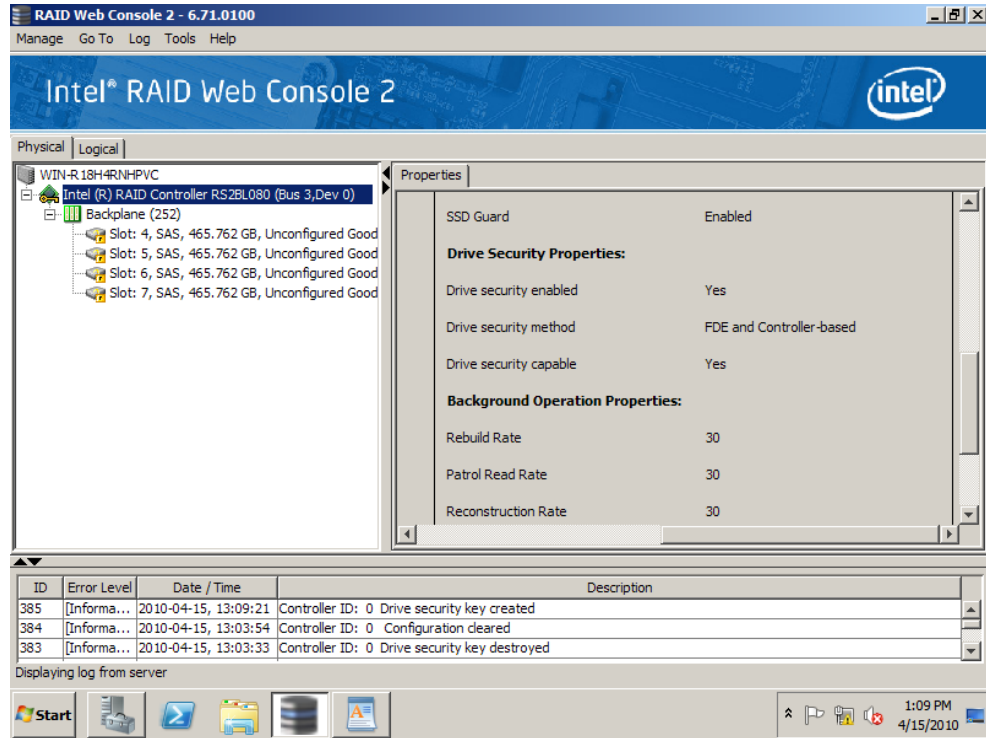 RAID Web Console 2 - 6.71.0100
Manage Go To Log Tools Help
Intel® RAID Web Console 2
intel
Physical Logical
WIN-R18H4RNHPVC
Intel (R) RAID Controller RS2BL080 (Bus 3,Dev 0)
Backplane (252)
Slot: 4, SAS, 465.762 GB, Unconfigured Good
Slot: 5, SAS, 465.762 GB, Unconfigured Good
Slot: 6, SAS, 465.762 GB, Unconfigured Good
Slot: 7, SAS, 465.762 GB, Unconfigured Good
Properties
SSD Guard Enabled
Drive Security Properties:
Drive security enabled Yes
Drive security method FDE and Controller-based
Drive security capable Yes
Background Operation Properties:
Rebuild Rate 30
Patrol Read Rate 30
Reconstruction Rate 30
ID Error Level Date / Time Description
385 [Informa... 2010-04-15, 13:09:21 Controller ID: 0 Drive security key created
384 [Informa... 2010-04-15, 13:03:54 Controller ID: 0 Configuration cleared
383 [Informa... 2010-04-15, 13:03:33 Controller ID: 0 Drive security key destroyed
Displaying log from server
Start
1:09 PM
4/15/2010